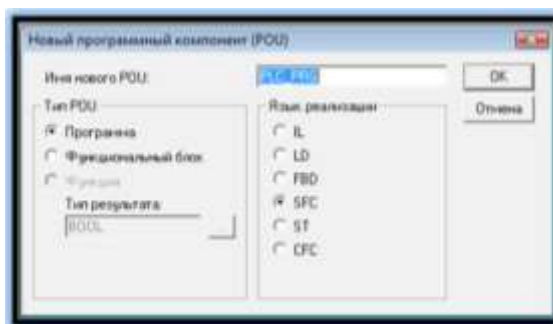 Новый программный компонент (POU)
Имя нового POU:
PLC_PRG
OK
Отмена
Тип POU
Программа
Функциональный блок
Функция
Тип результата
BOOL
Язык реализации
IL
LD
FBD
SFC
ST
CFC